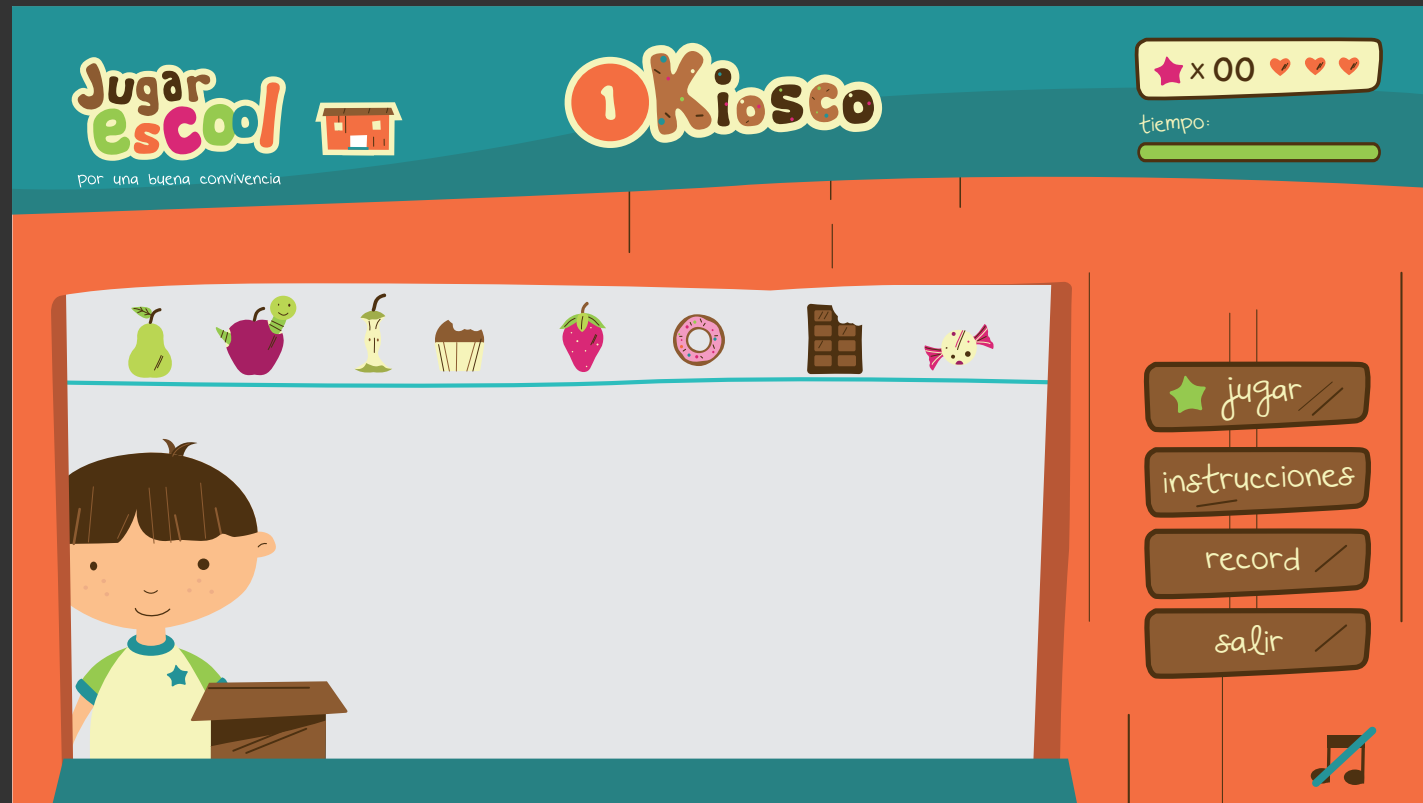 Jugar
escool
por una buena convivencia
1 Kiosco
x 00
tiempo:
jugar
instrucciones
record
salir